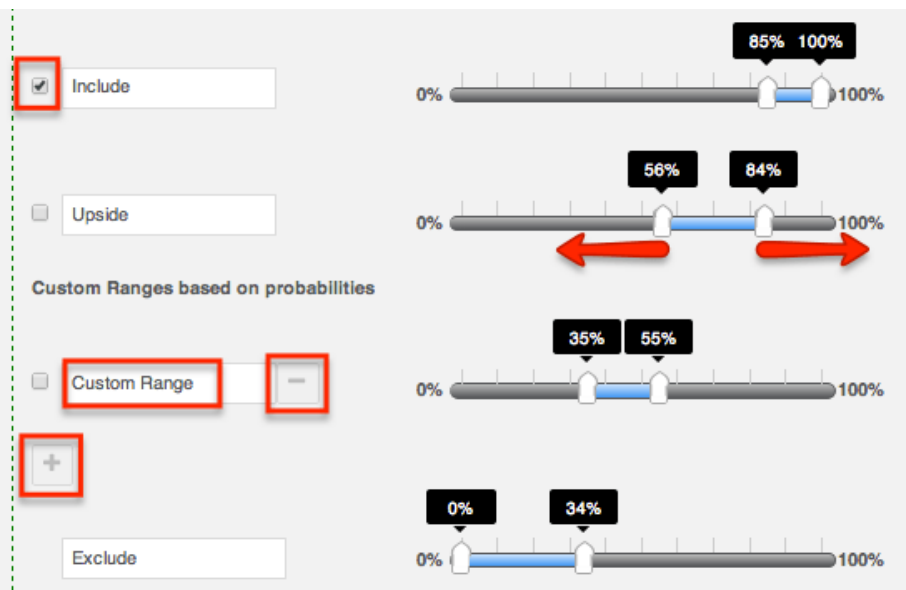 85% 100%
Include
0% 100%
56% 84%
Upside
0% 100%
Custom Ranges based on probabilities
35% 55%
Custom Range −
0% 100%
+
0% 34%
Exclude
0% 100%